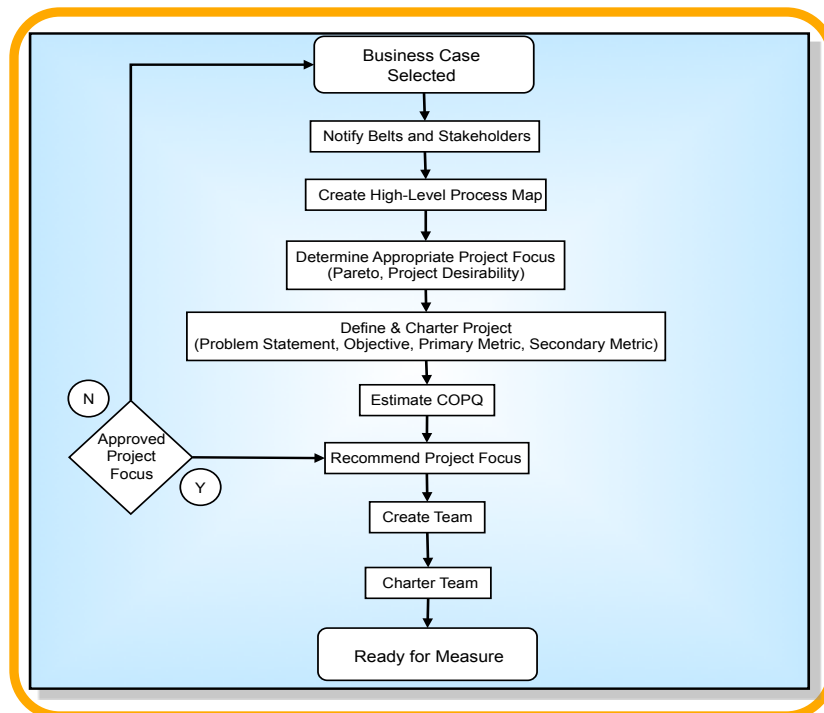 Business Case
Selected
Notify Belts and Stakeholders
Create High-Level Process Map
Determine Appropriate Project Focus
(Pareto, Project Desirability)
Define & Charter Project
(Problem Statement, Objective, Primary Metric, Secondary Metric)
N
Estimate COPQ
Approved
Project
Focus
Recommend Project Focus
Y
Create Team
Charter Team
Ready for Measure